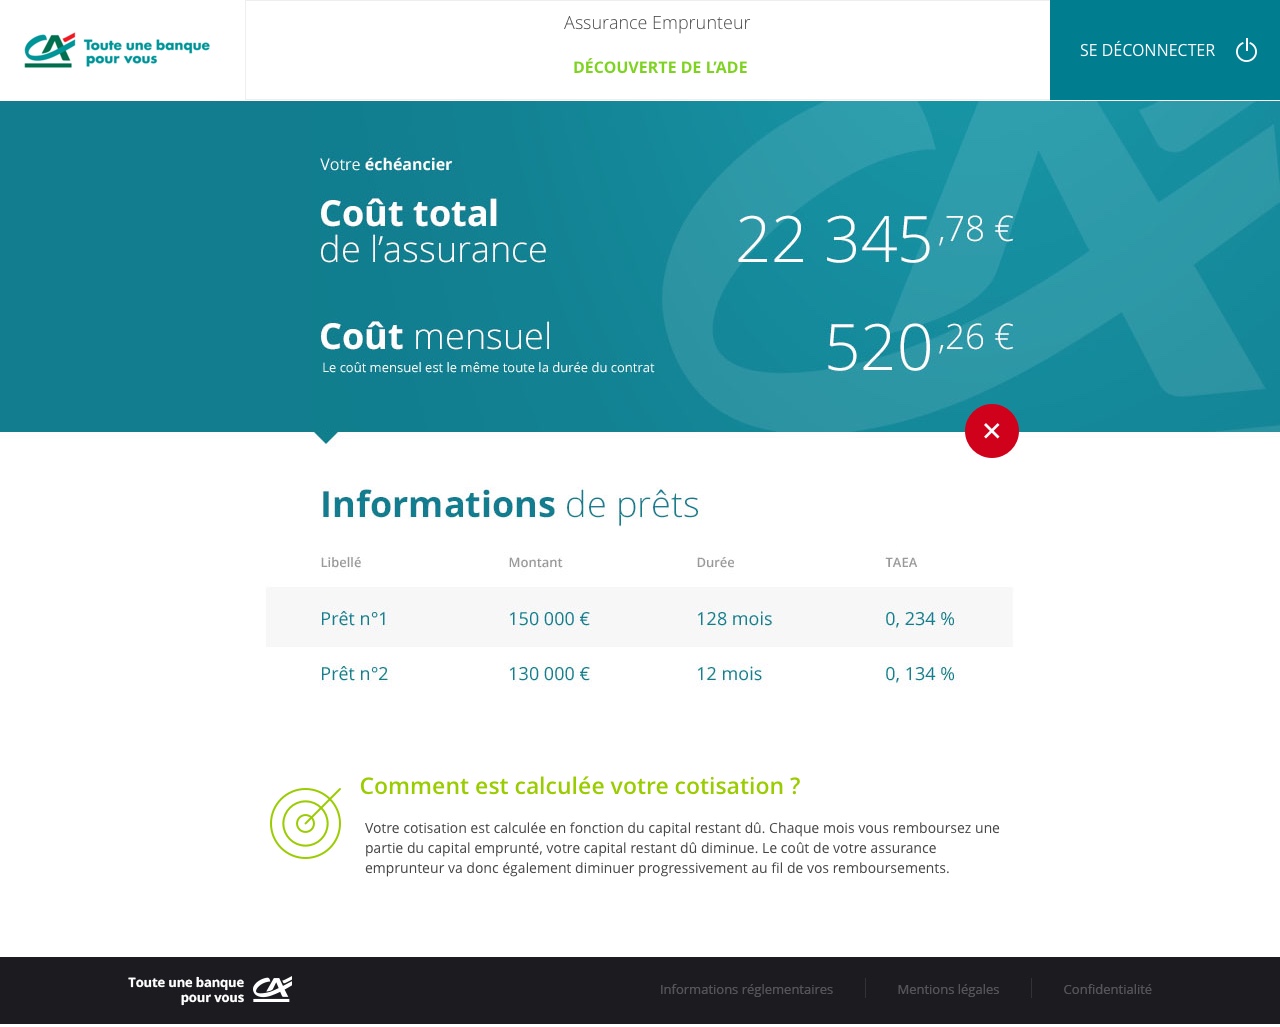 Toute une banque
pour vous
Assurance Emprunteur
DÉCOUVERTE DE L'ADE
SE DÉCONNECTER
Votre échéancier
Coût total
de l'assurance
22 345,78 €
Coût mensuel
520,26 €
Le coût mensuel est le même toute la durée du contrat
Informations de prêts
Libellé Montant Durée TAEA
Prêt n°1 150 000 € 128 mois 0, 234 %
Prêt n°2 130 000 € 12 mois 0, 134 %
Comment est calculée votre cotisation ?
Votre cotisation est calculée en fonction du capital restant dû. Chaque mois vous remboursez une
partie du capital emprunté, votre capital restant dû diminue. Le coût de votre assurance
emprunteur va donc également diminuer progressivement au fil de vos remboursements.
Toute une banque
pour vous
Informations réglementaires Mentions légales Confidentialité